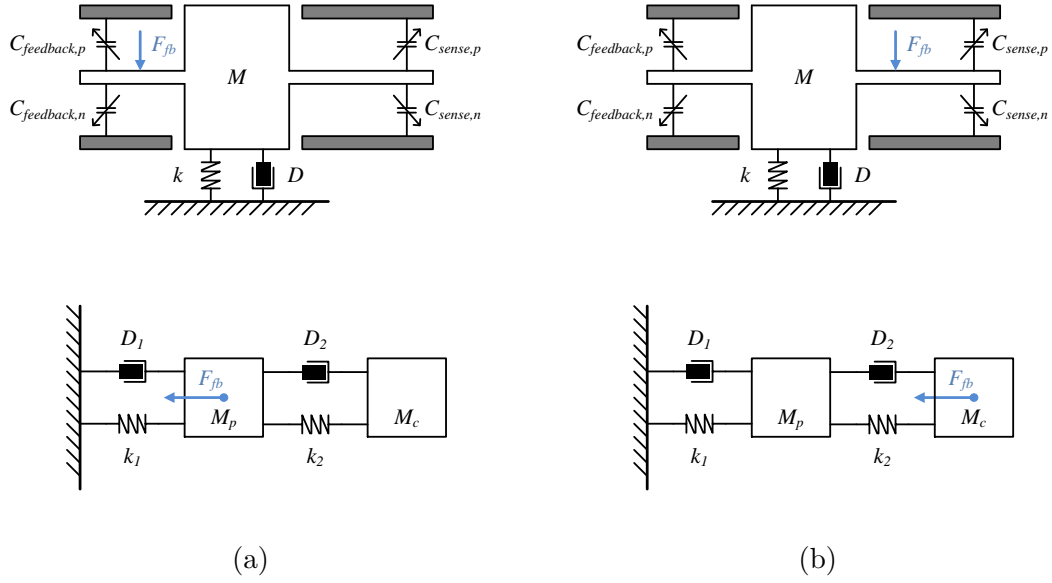 C_feedback,p F_fb C_sense,p
M
C_feedback,n C_sense,n
k D
C_feedback,p F_fb C_sense,p
M
C_feedback,n C_sense,n
k D
D_1 D_2
F_fb
M_p M_c
k_1 k_2
D_1 D_2
F_fb
M_p M_c
k_1 k_2
(a) (b)